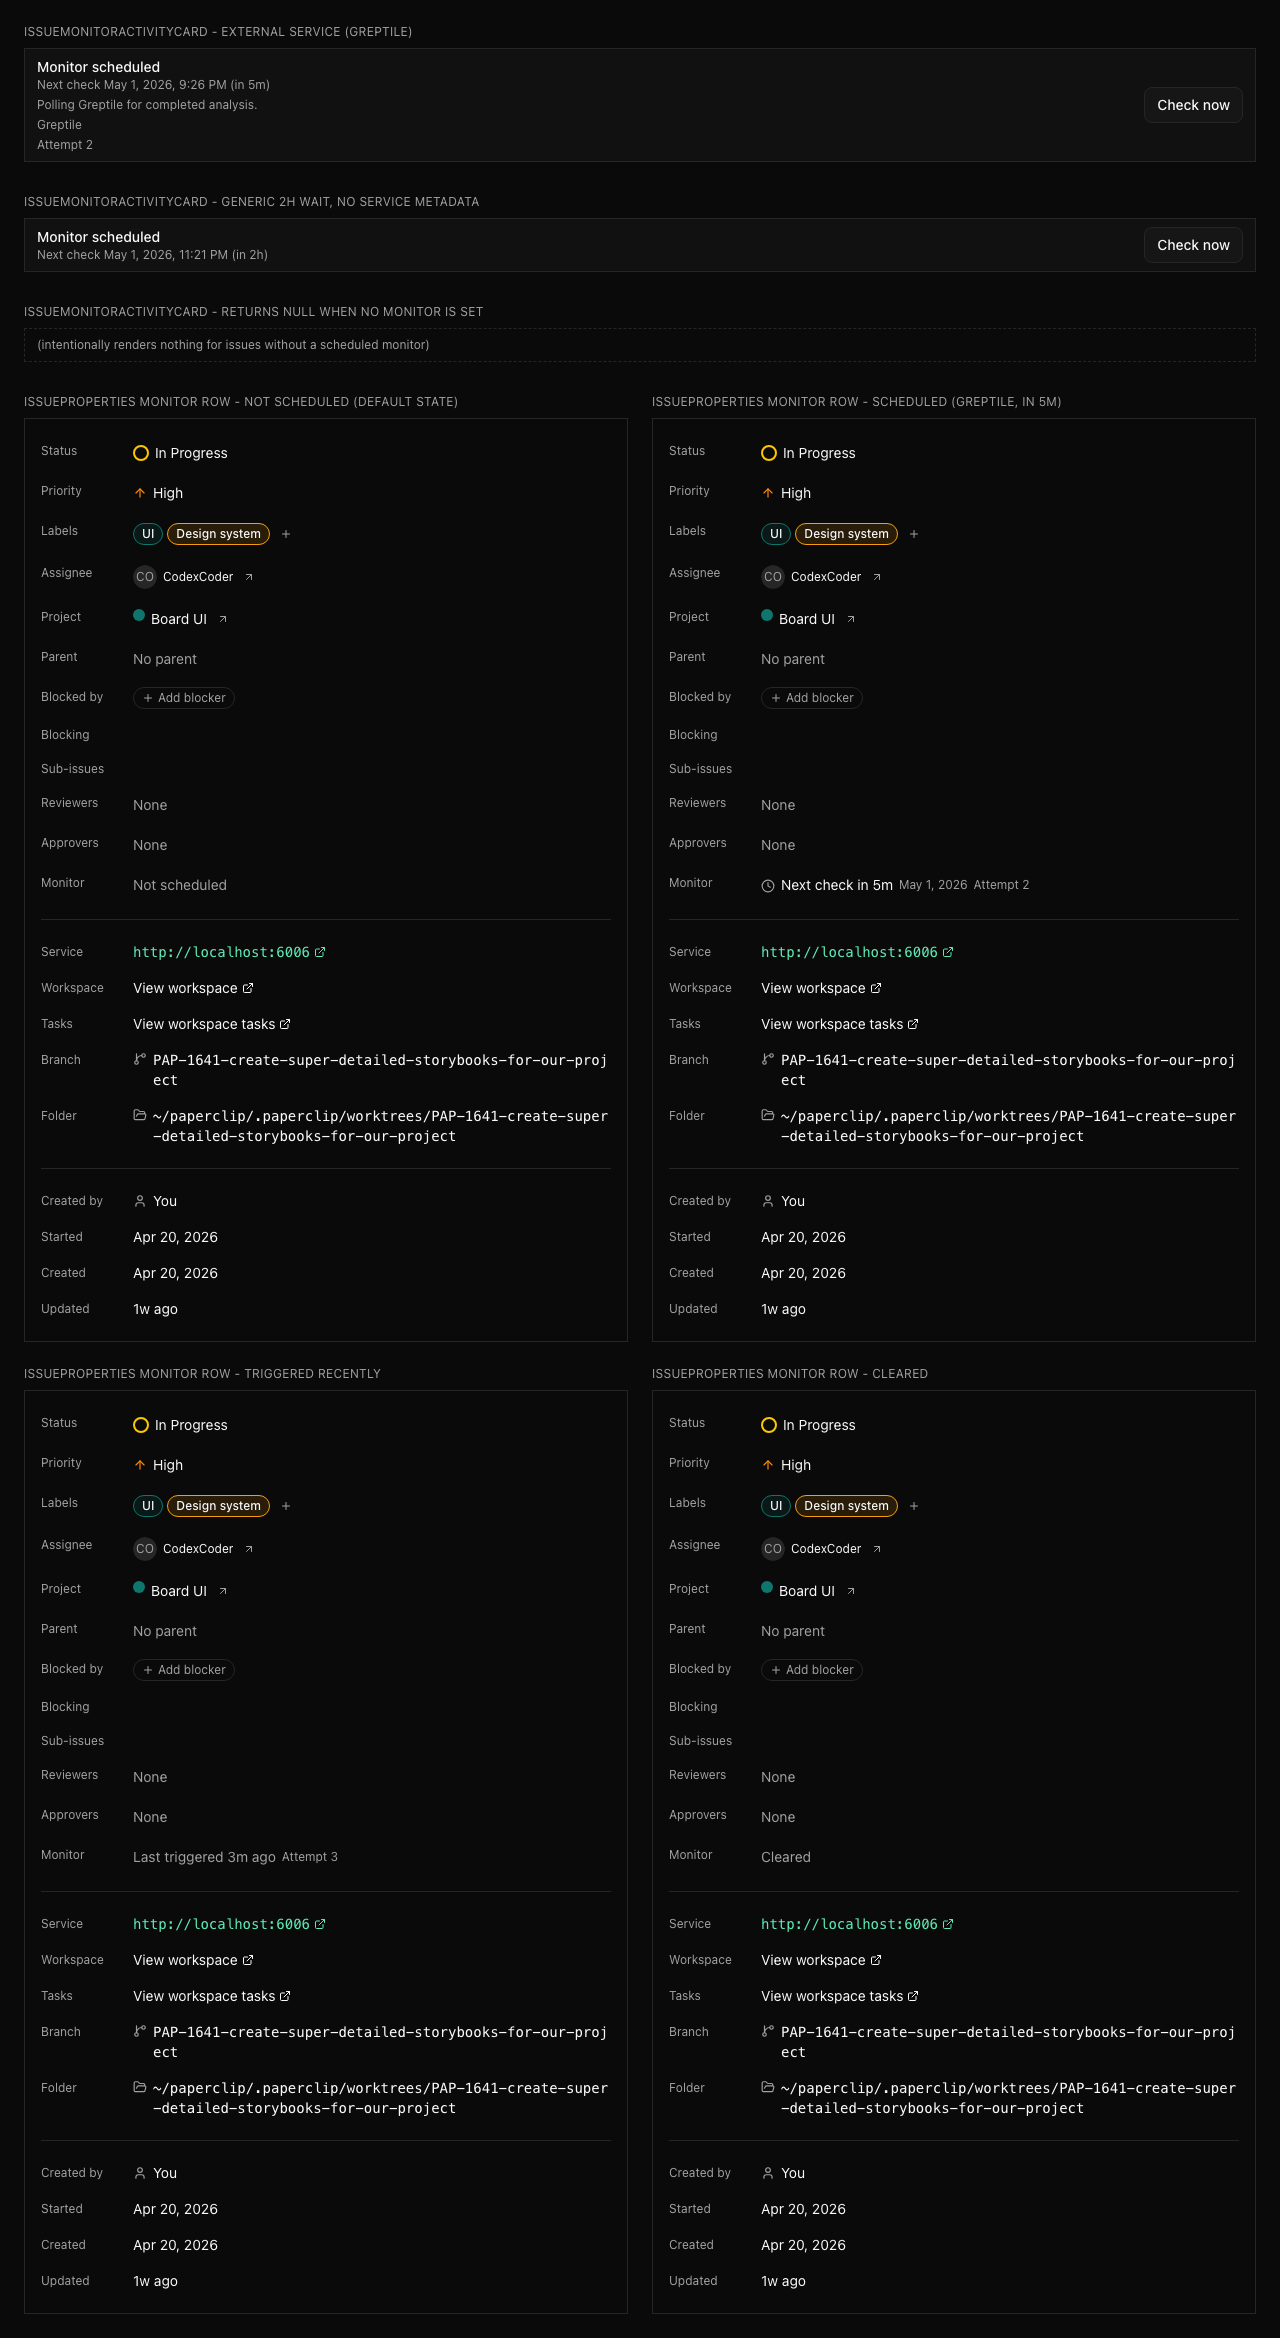 ISSUEMONITORACTIVITYCARD - EXTERNAL SERVICE (GREPTILE)
Monitor scheduled
Next check May 1, 2026, 9:26 PM (in 5m)
Polling Greptile for completed analysis.
Greptile
Attempt 2
Check now
ISSUEMONITORACTIVITYCARD - GENERIC 2H WAIT, NO SERVICE METADATA
Monitor scheduled
Next check May 1, 2026, 11:21 PM (in 2h)
Check now
ISSUEMONITORACTIVITYCARD - RETURNS NULL WHEN NO MONITOR IS SET
(intentionally renders nothing for issues without a scheduled monitor)
ISSUEPROPERTIES MONITOR ROW - NOT SCHEDULED (DEFAULT STATE)
Status In Progress
Priority High
Labels UI Design system +
Assignee CO CodexCoder
Project Board UI
Parent No parent
Blocked by + Add blocker
Blocking
Sub-issues
Reviewers None
Approvers None
Monitor Not scheduled
Service http://localhost:6006
Workspace View workspace
Tasks View workspace tasks
Branch PAP-1641-create-super-detailed-storybooks-for-our-proj
ect
Folder ~/paperclip/.paperclip/worktrees/PAP-1641-create-super
-detailed-storybooks-for-our-project
Created by You
Started Apr 20, 2026
Created Apr 20, 2026
Updated 1w ago
ISSUEPROPERTIES MONITOR ROW - SCHEDULED (GREPTILE, IN 5M)
Status In Progress
Priority High
Labels UI Design system +
Assignee CO CodexCoder
Project Board UI
Parent No parent
Blocked by + Add blocker
Blocking
Sub-issues
Reviewers None
Approvers None
Monitor Next check in 5m May 1, 2026 Attempt 2
Service http://localhost:6006
Workspace View workspace
Tasks View workspace tasks
Branch PAP-1641-create-super-detailed-storybooks-for-our-proj
ect
Folder ~/paperclip/.paperclip/worktrees/PAP-1641-create-super
-detailed-storybooks-for-our-project
Created by You
Started Apr 20, 2026
Created Apr 20, 2026
Updated 1w ago
ISSUEPROPERTIES MONITOR ROW - TRIGGERED RECENTLY
Status In Progress
Priority High
Labels UI Design system +
Assignee CO CodexCoder
Project Board UI
Parent No parent
Blocked by + Add blocker
Blocking
Sub-issues
Reviewers None
Approvers None
Monitor Last triggered 3m ago Attempt 3
Service http://localhost:6006
Workspace View workspace
Tasks View workspace tasks
Branch PAP-1641-create-super-detailed-storybooks-for-our-proj
ect
Folder ~/paperclip/.paperclip/worktrees/PAP-1641-create-super
-detailed-storybooks-for-our-project
Created by You
Started Apr 20, 2026
Created Apr 20, 2026
Updated 1w ago
ISSUEPROPERTIES MONITOR ROW - CLEARED
Status In Progress
Priority High
Labels UI Design system +
Assignee CO CodexCoder
Project Board UI
Parent No parent
Blocked by + Add blocker
Blocking
Sub-issues
Reviewers None
Approvers None
Monitor Cleared
Service http://localhost:6006
Workspace View workspace
Tasks View workspace tasks
Branch PAP-1641-create-super-detailed-storybooks-for-our-proj
ect
Folder ~/paperclip/.paperclip/worktrees/PAP-1641-create-super
-detailed-storybooks-for-our-project
Created by You
Started Apr 20, 2026
Created Apr 20, 2026
Updated 1w ago